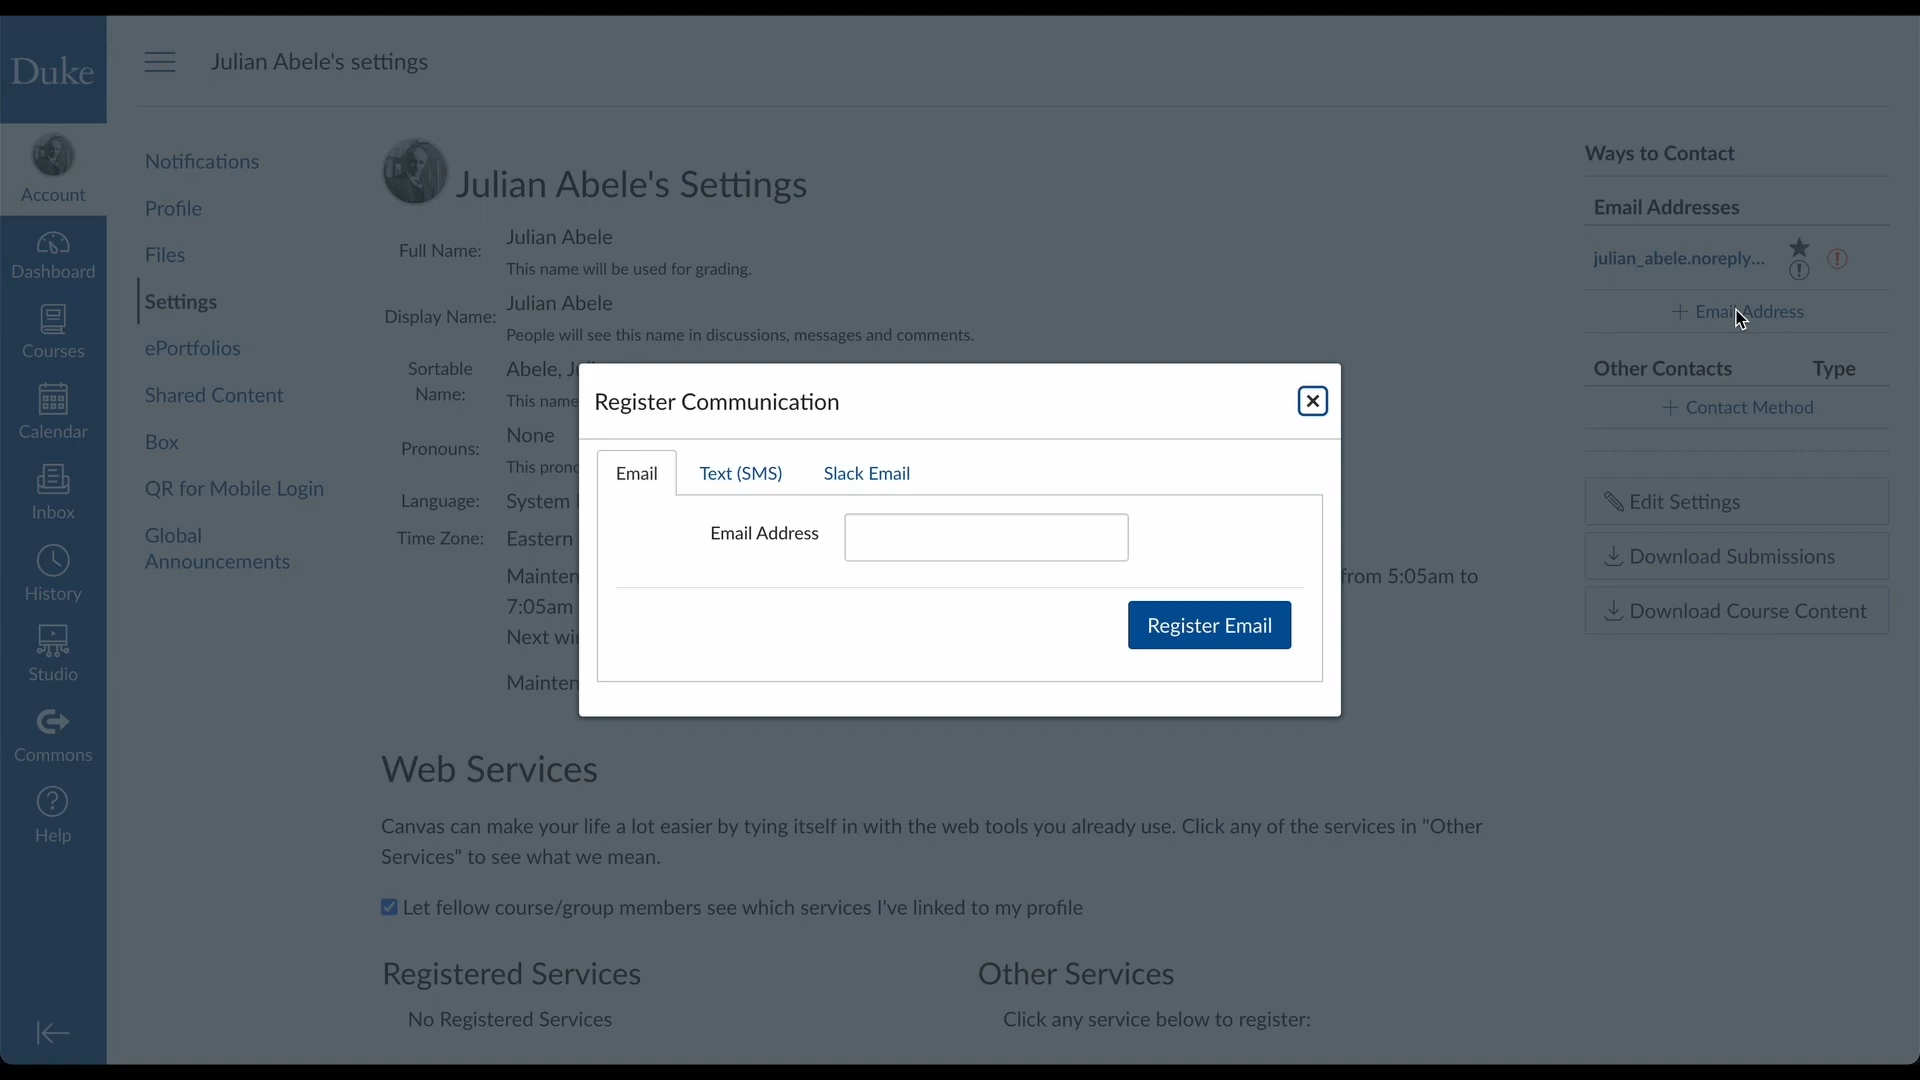 Duke
Account
Dashboard
Courses
Calendar
Inbox
History
Studio
Commons
Help
Julian Abele's settings
Notifications
Profile
Files
Settings
ePortfolios
Shared Content
Box
QR for Mobile Login
Global
Announcements
Julian Abele's Settings
Full Name:
Julian Abele
This name will be used for grading.
Display Name:
Julian Abele
People will see this name in discussions, messages and comments.
Sortable
Name:
Abele,
This name
Pronouns:
None
This
Language:
System
Time Zone:
Eastern
from 5:05am to
7:05am
Next
Register Communication
Email
Text (SMS)
Slack Email
Email Address
Register Email
Web Services
Canvas can make your life a lot easier by tying itself in with the web tools you already use. Click any of the services in "Other
Services" to see what we mean.
Let fellow course/group members see which services I've linked to my profile
Registered Services
No Registered Services
Other Services
Click any service below to register:
Ways to Contact
Email Addresses
julian_abele.noreply...
Email Address
Other Contacts
Type
Contact Method
Edit Settings
Download Submissions
Download Course Content